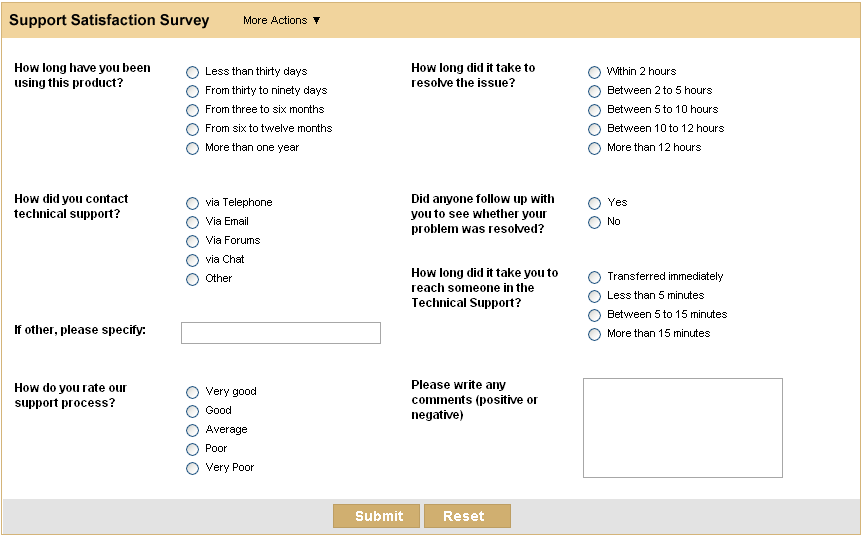 Support Satisfaction Survey
More Actions ▼
How long have you been
using this product?
Less than thirty days
From thirty to ninety days
From three to six months
From six to twelve months
More than one year
How long did it take to
resolve the issue?
Within 2 hours
Between 2 to 5 hours
Between 5 to 10 hours
Between 10 to 12 hours
More than 12 hours
How did you contact
technical support?
via Telephone
Via Email
Via Forums
via Chat
Other
Did anyone follow up with
you to see whether your
problem was resolved?
Yes
No
How long did it take you to
reach someone in the
Technical Support?
Transferred immediately
Less than 5 minutes
Between 5 to 15 minutes
More than 15 minutes
If other, please specify:
How do you rate our
support process?
Very good
Good
Average
Poor
Very Poor
Please write any
comments (positive or
negative)
Submit
Reset